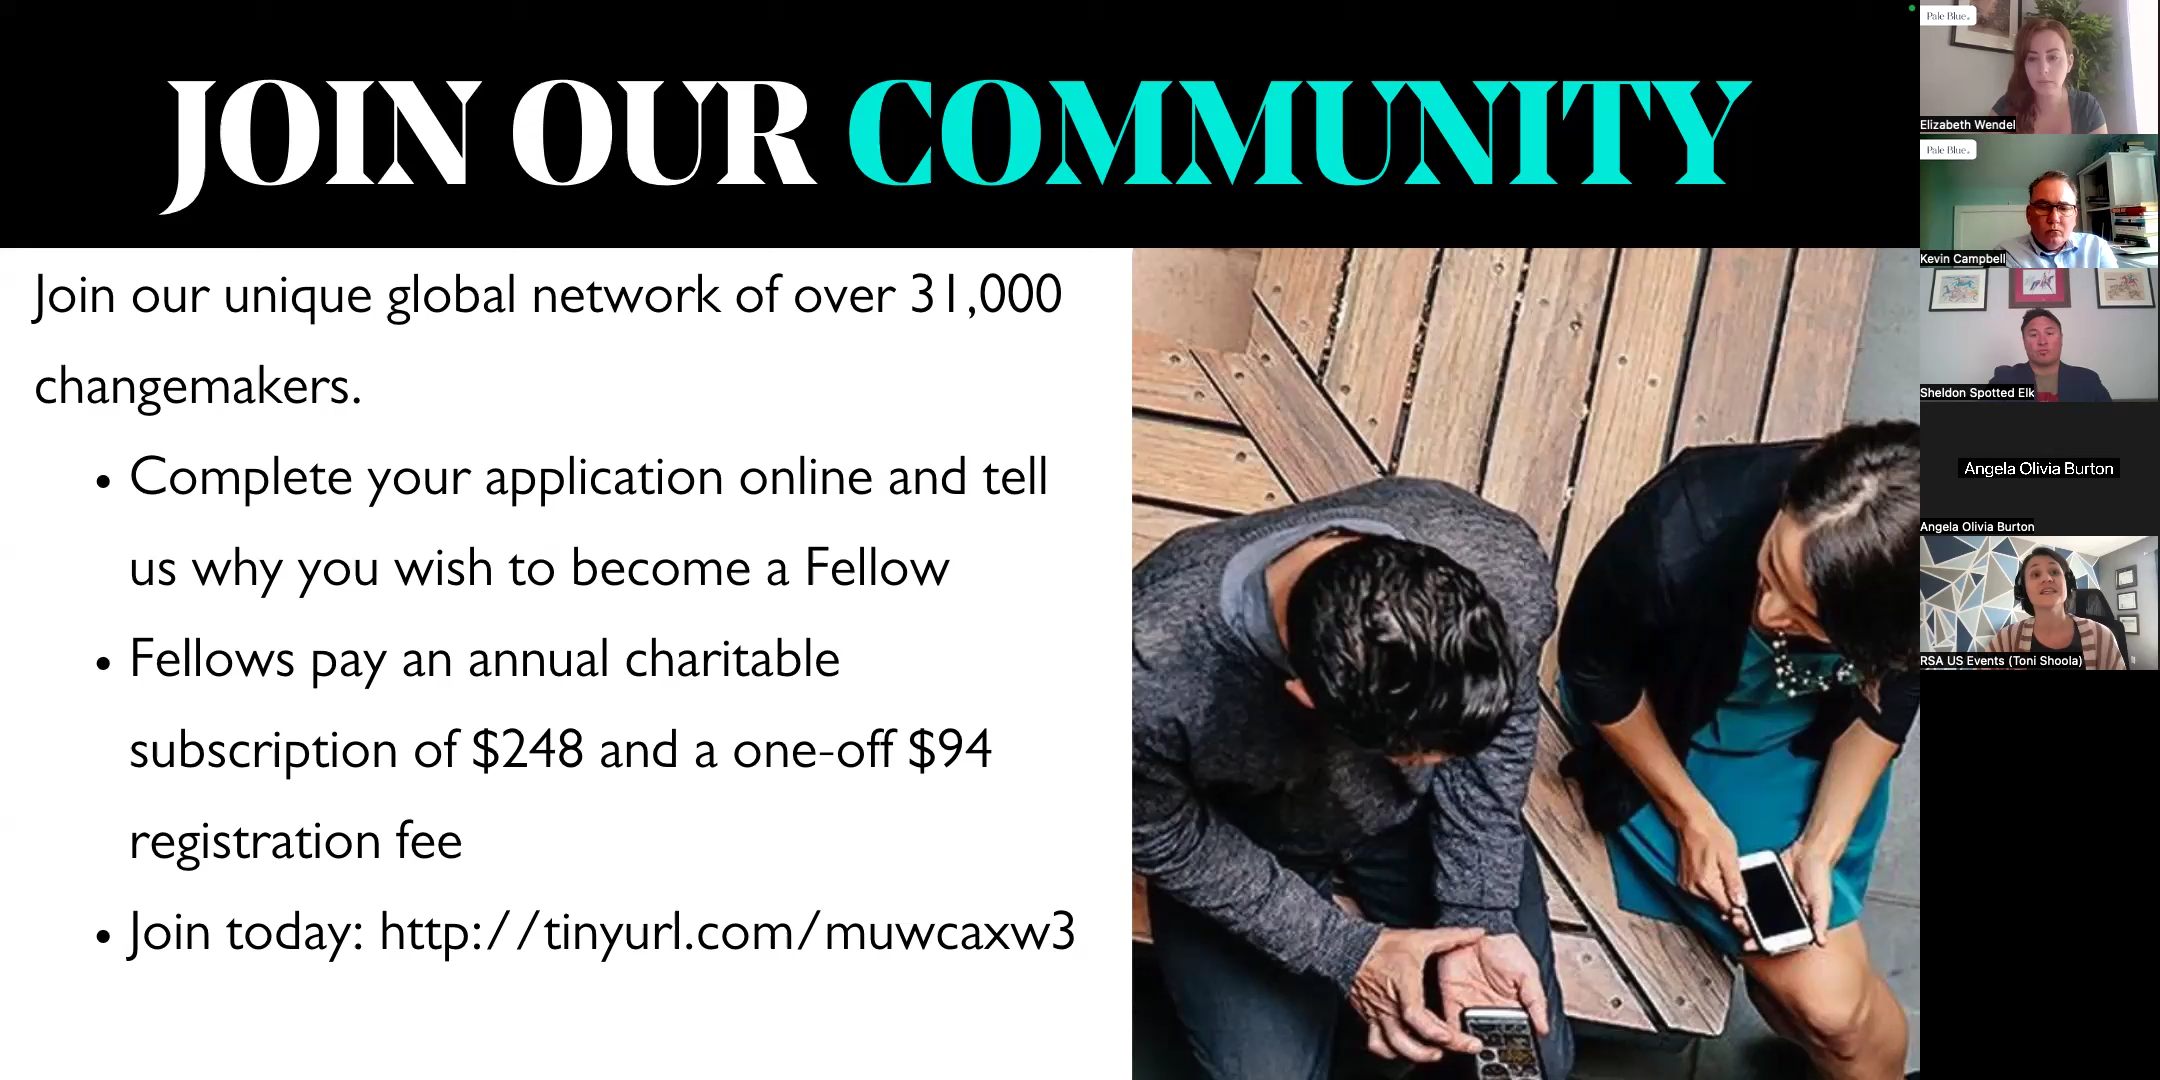 JOIN OUR COMMUNITY
Join our unique global network of over 31,000
changemakers.
• Complete your application online and tell
us why you wish to become a Fellow
• Fellows pay an annual charitable
subscription of $248 and a one-off $94
registration fee
• Join today: http://tinyurl.com/muwcaxw3
Pale Blue.
Elizabeth Wendel
Pale Blue.
Kevin Campbell
Sheldon Spotted Elk
Angela Olivia Burton
Angela Olivia Burton
RSA US Events (Toni Shoola)